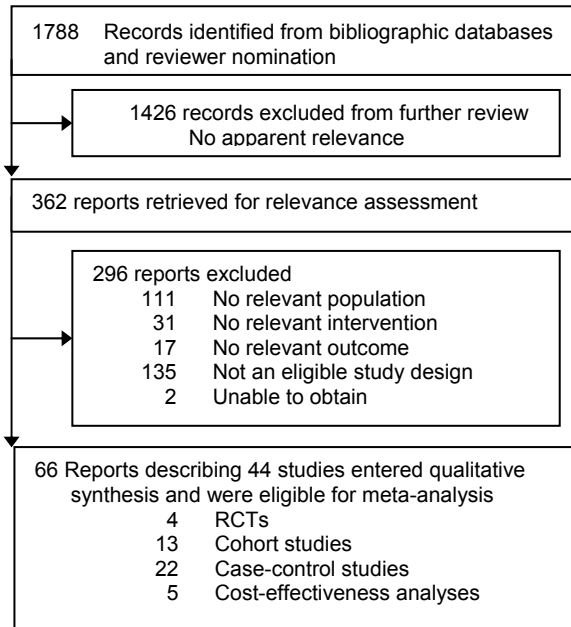 1788 Records identified from bibliographic databases
and reviewer nomination
1426 records excluded from further review
No apparent relevance
362 reports retrieved for relevance assessment
296 reports excluded
111 No relevant population
31 No relevant intervention
17 No relevant outcome
135 Not an eligible study design
2 Unable to obtain
66 Reports describing 44 studies entered qualitative
synthesis and were eligible for meta-analysis
4 RCTs
13 Cohort studies
22 Case-control studies
5 Cost-effectiveness analyses